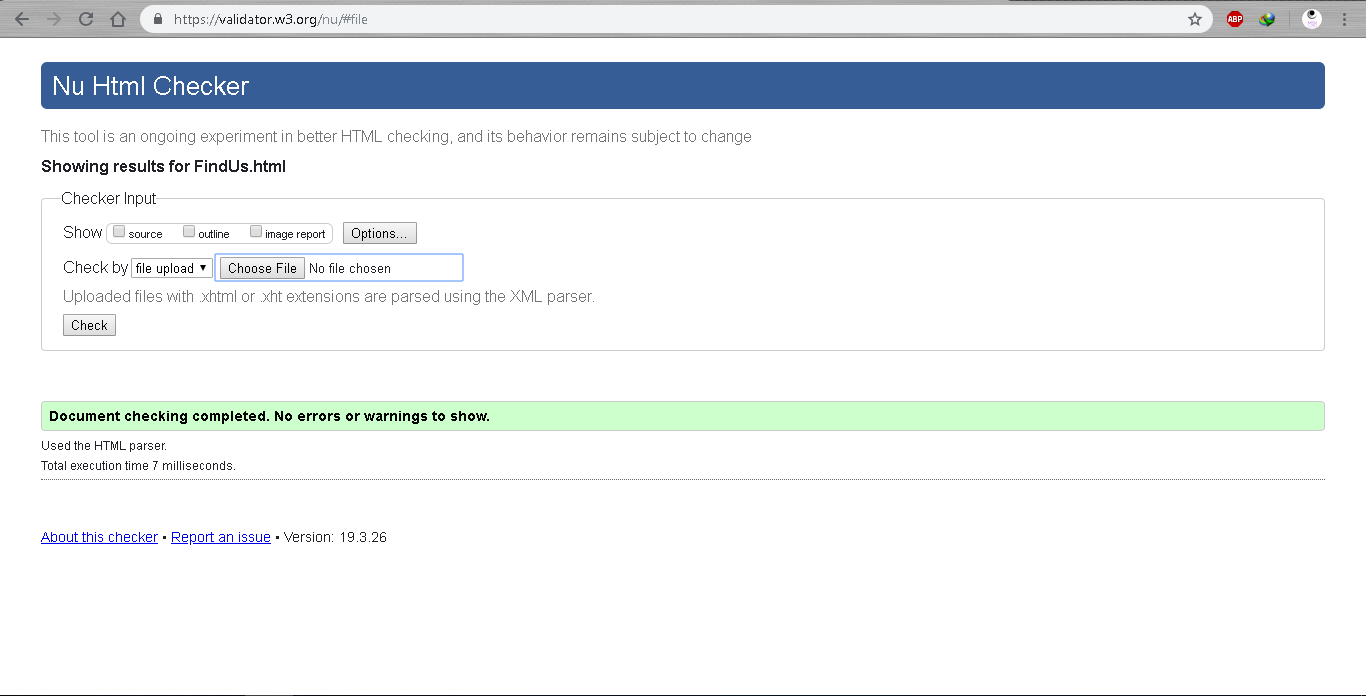 https://validator.w3.org/nu/#file
ABP
Nu Html Checker
This tool is an ongoing experiment in better HTML checking, and its behavior remains subject to change
Showing results for FindUs.html
Checker Input
Show source outline image report Options...
Check by file upload Choose File No file chosen
Uploaded files with .xhtml or .xht extensions are parsed using the XML parser.
Check
Document checking completed. No errors or warnings to show.
Used the HTML parser.
Total execution time 7 milliseconds.
About this checker • Report an issue • Version: 19.3.26